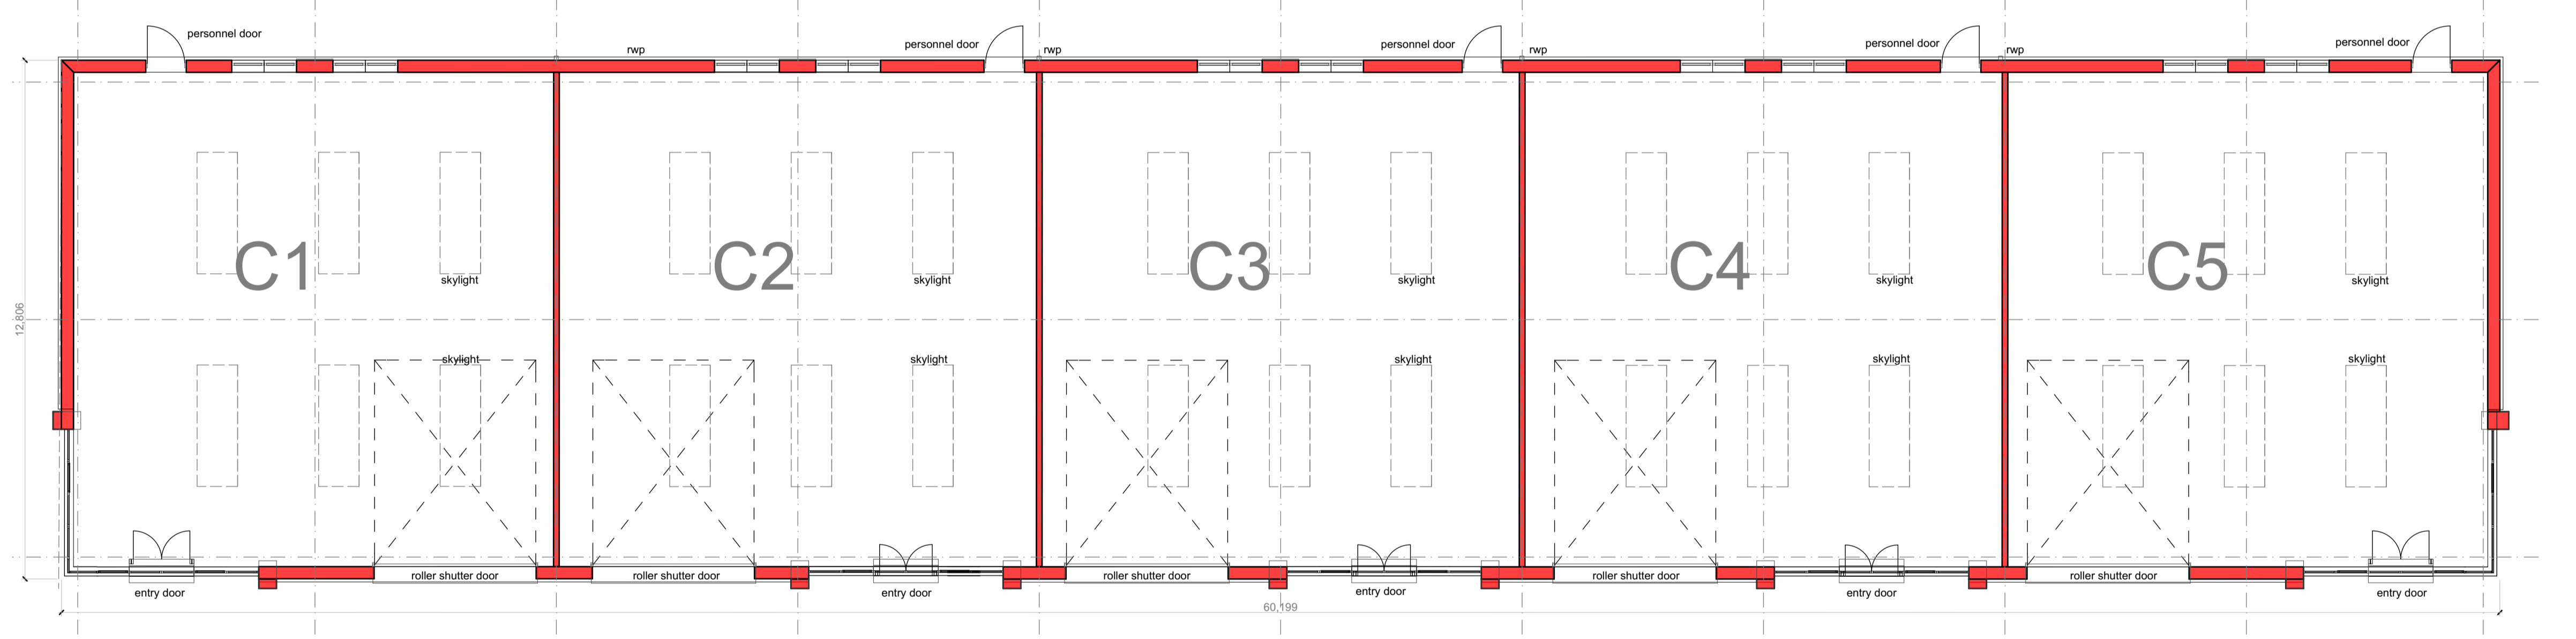 personnel door
rwp
personnel door
rwp
personnel door
rwp
personnel door
rwp
personnel door
C1
C2
C3
C4
C5
skylight
skylight
skylight
skylight
skylight
12,806
skylight
skylight
skylight
skylight
skylight
roller shutter door
roller shutter door
roller shutter door
roller shutter door
roller shutter door
entry door
entry door
entry door
entry door
entry door
60,199